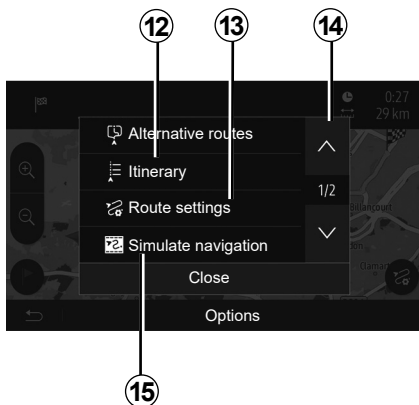 12 13 14
0:27
29 km
Alternative routes
Itinerary
1/2
Route settings
Billancourt
Simulate navigation
Close
Options
15